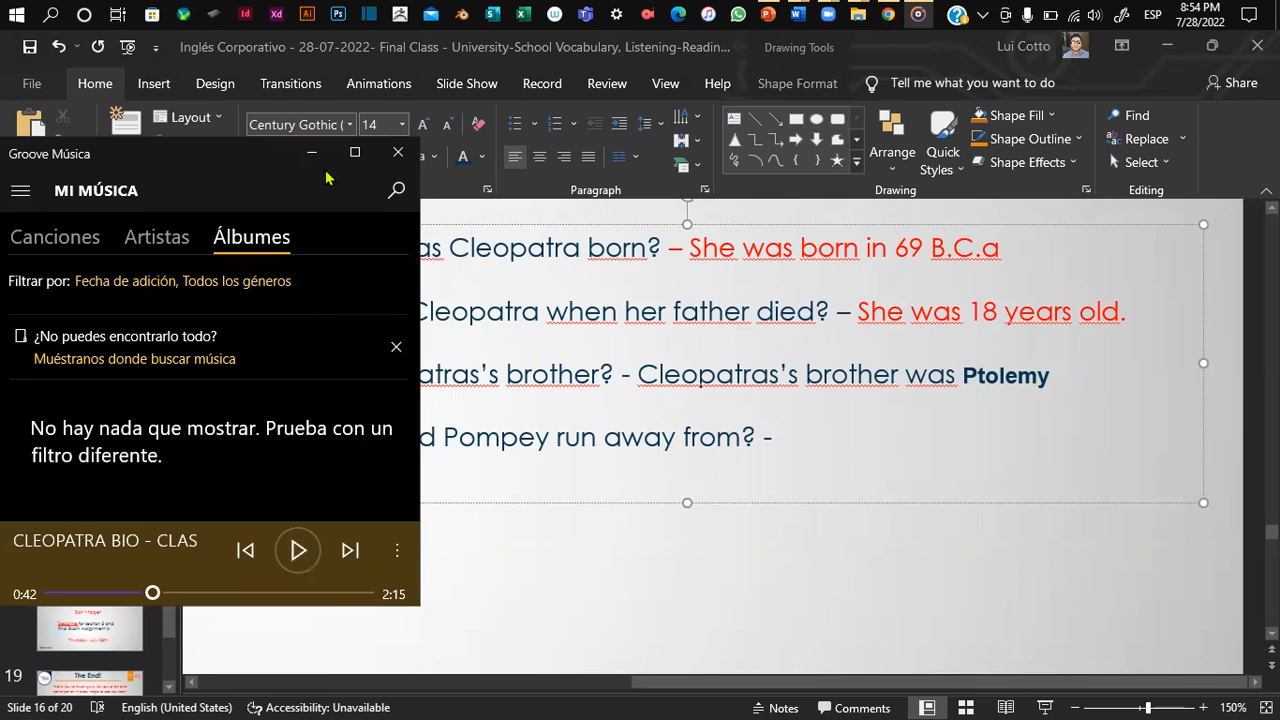 ESP
8:54 PM
7/28/2022
Inglés Corporativo - 28-07-2022- Final Class - University-School Vocabulary, Listening-Readin...
Drawing Tools
Lui Cotto
File
Home
Insert
Design
Transitions
Animations
Slide Show
Record
Review
View
Help
Shape Format
Tell me what you want to do
Share
Layout
Century Gothic (
14
Paragraph
Arrange
Quick
Styles
Shape Fill
Shape Outline
Shape Effects
Drawing
Find
Replace
Select
Editing
Groove Música
MI MÚSICA
Canciones
Artistas
Álbumes
Filtrar por: Fecha de adición, Todos los géneros
¿No puedes encontrarlo todo?
Muéstranos donde buscar música
No hay nada que mostrar. Prueba con un
filtro diferente.
CLEOPATRA BIO - CLAS
0:42
2:15
as Cleopatra born? – She was born in 69 B.C.a
Cleopatra when her father died? – She was 18 years old.
atras’s brother? - Cleopatras’s brother was Ptolemy
d Pompey run away from? -
19
The End!
Slide 16 of 20
English (United States)
Accessibility: Unavailable
Notes
Comments
150%